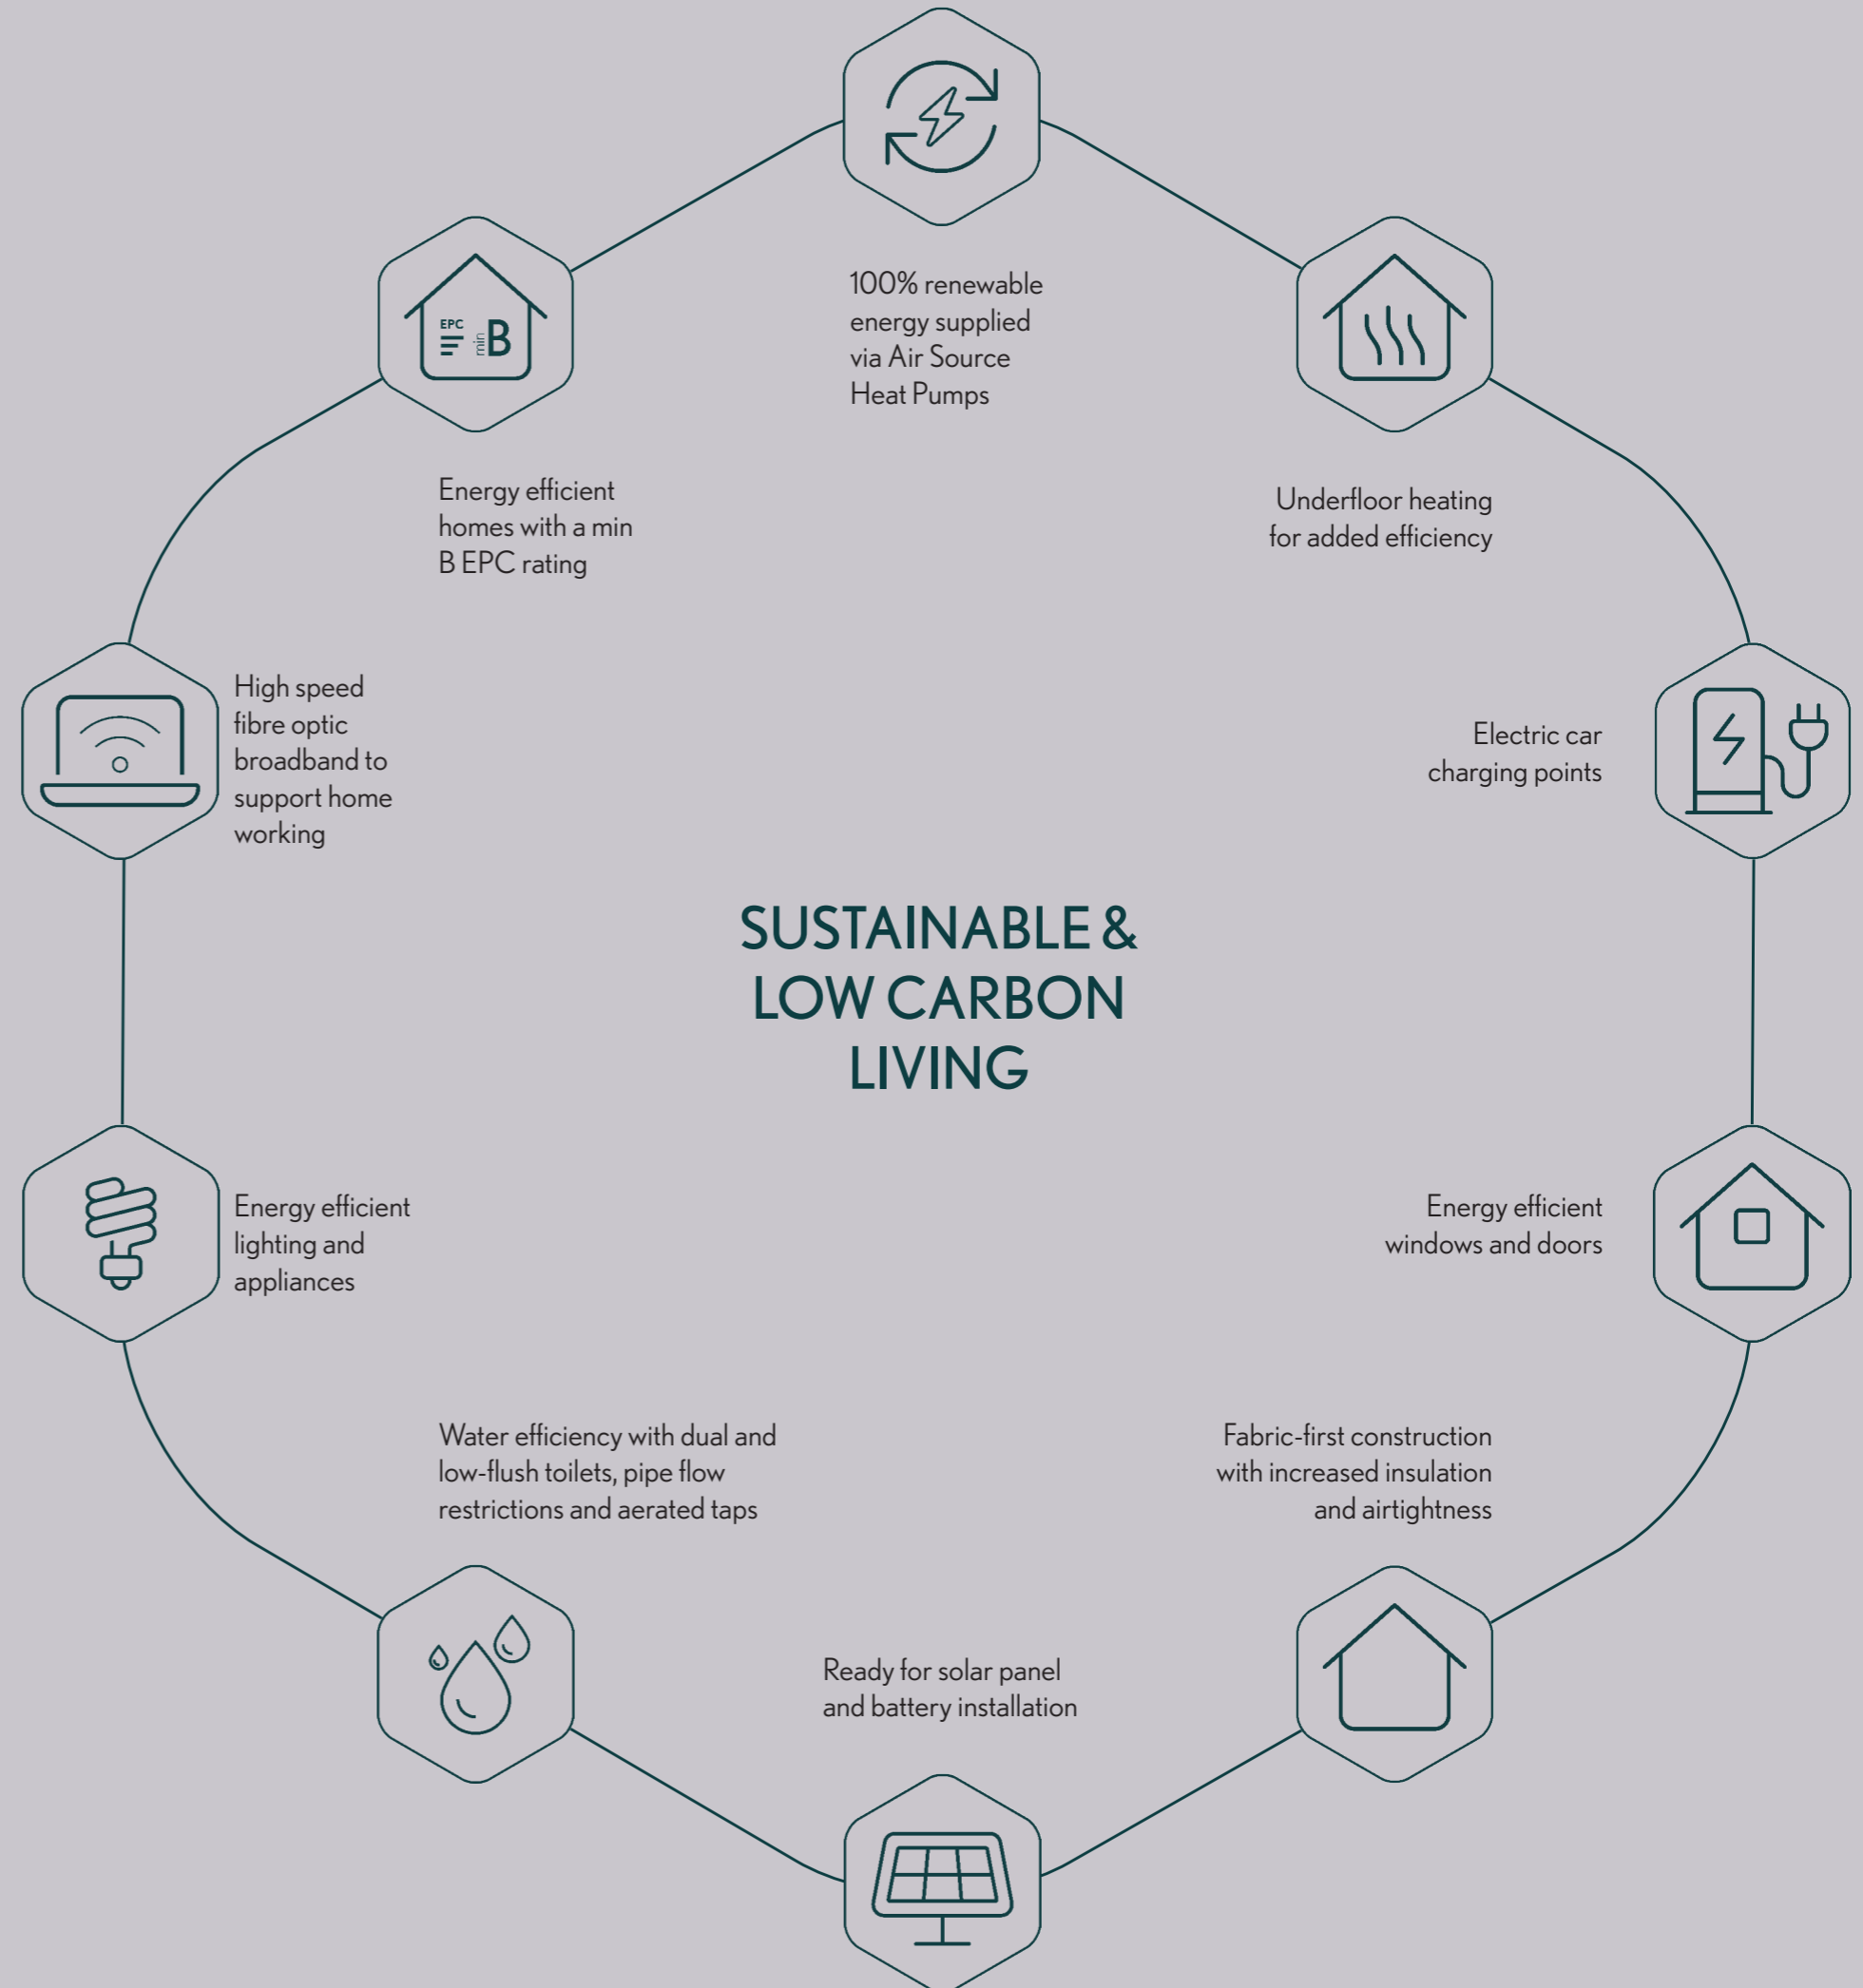 100% renewable
energy supplied
via Air Source
Heat Pumps
EPC
min B
Energy efficient
homes with a min
B EPC rating
Underfloor heating
for added efficiency
High speed
fibre optic
broadband to
support home
working
Electric car
charging points
SUSTAINABLE &
LOW CARBON
LIVING
Energy efficient
lighting and
appliances
Energy efficient
windows and doors
Water efficiency with dual and
low-flush toilets, pipe flow
restrictions and aerated taps
Fabric-first construction
with increased insulation
and airtightness
Ready for solar panel
and battery installation